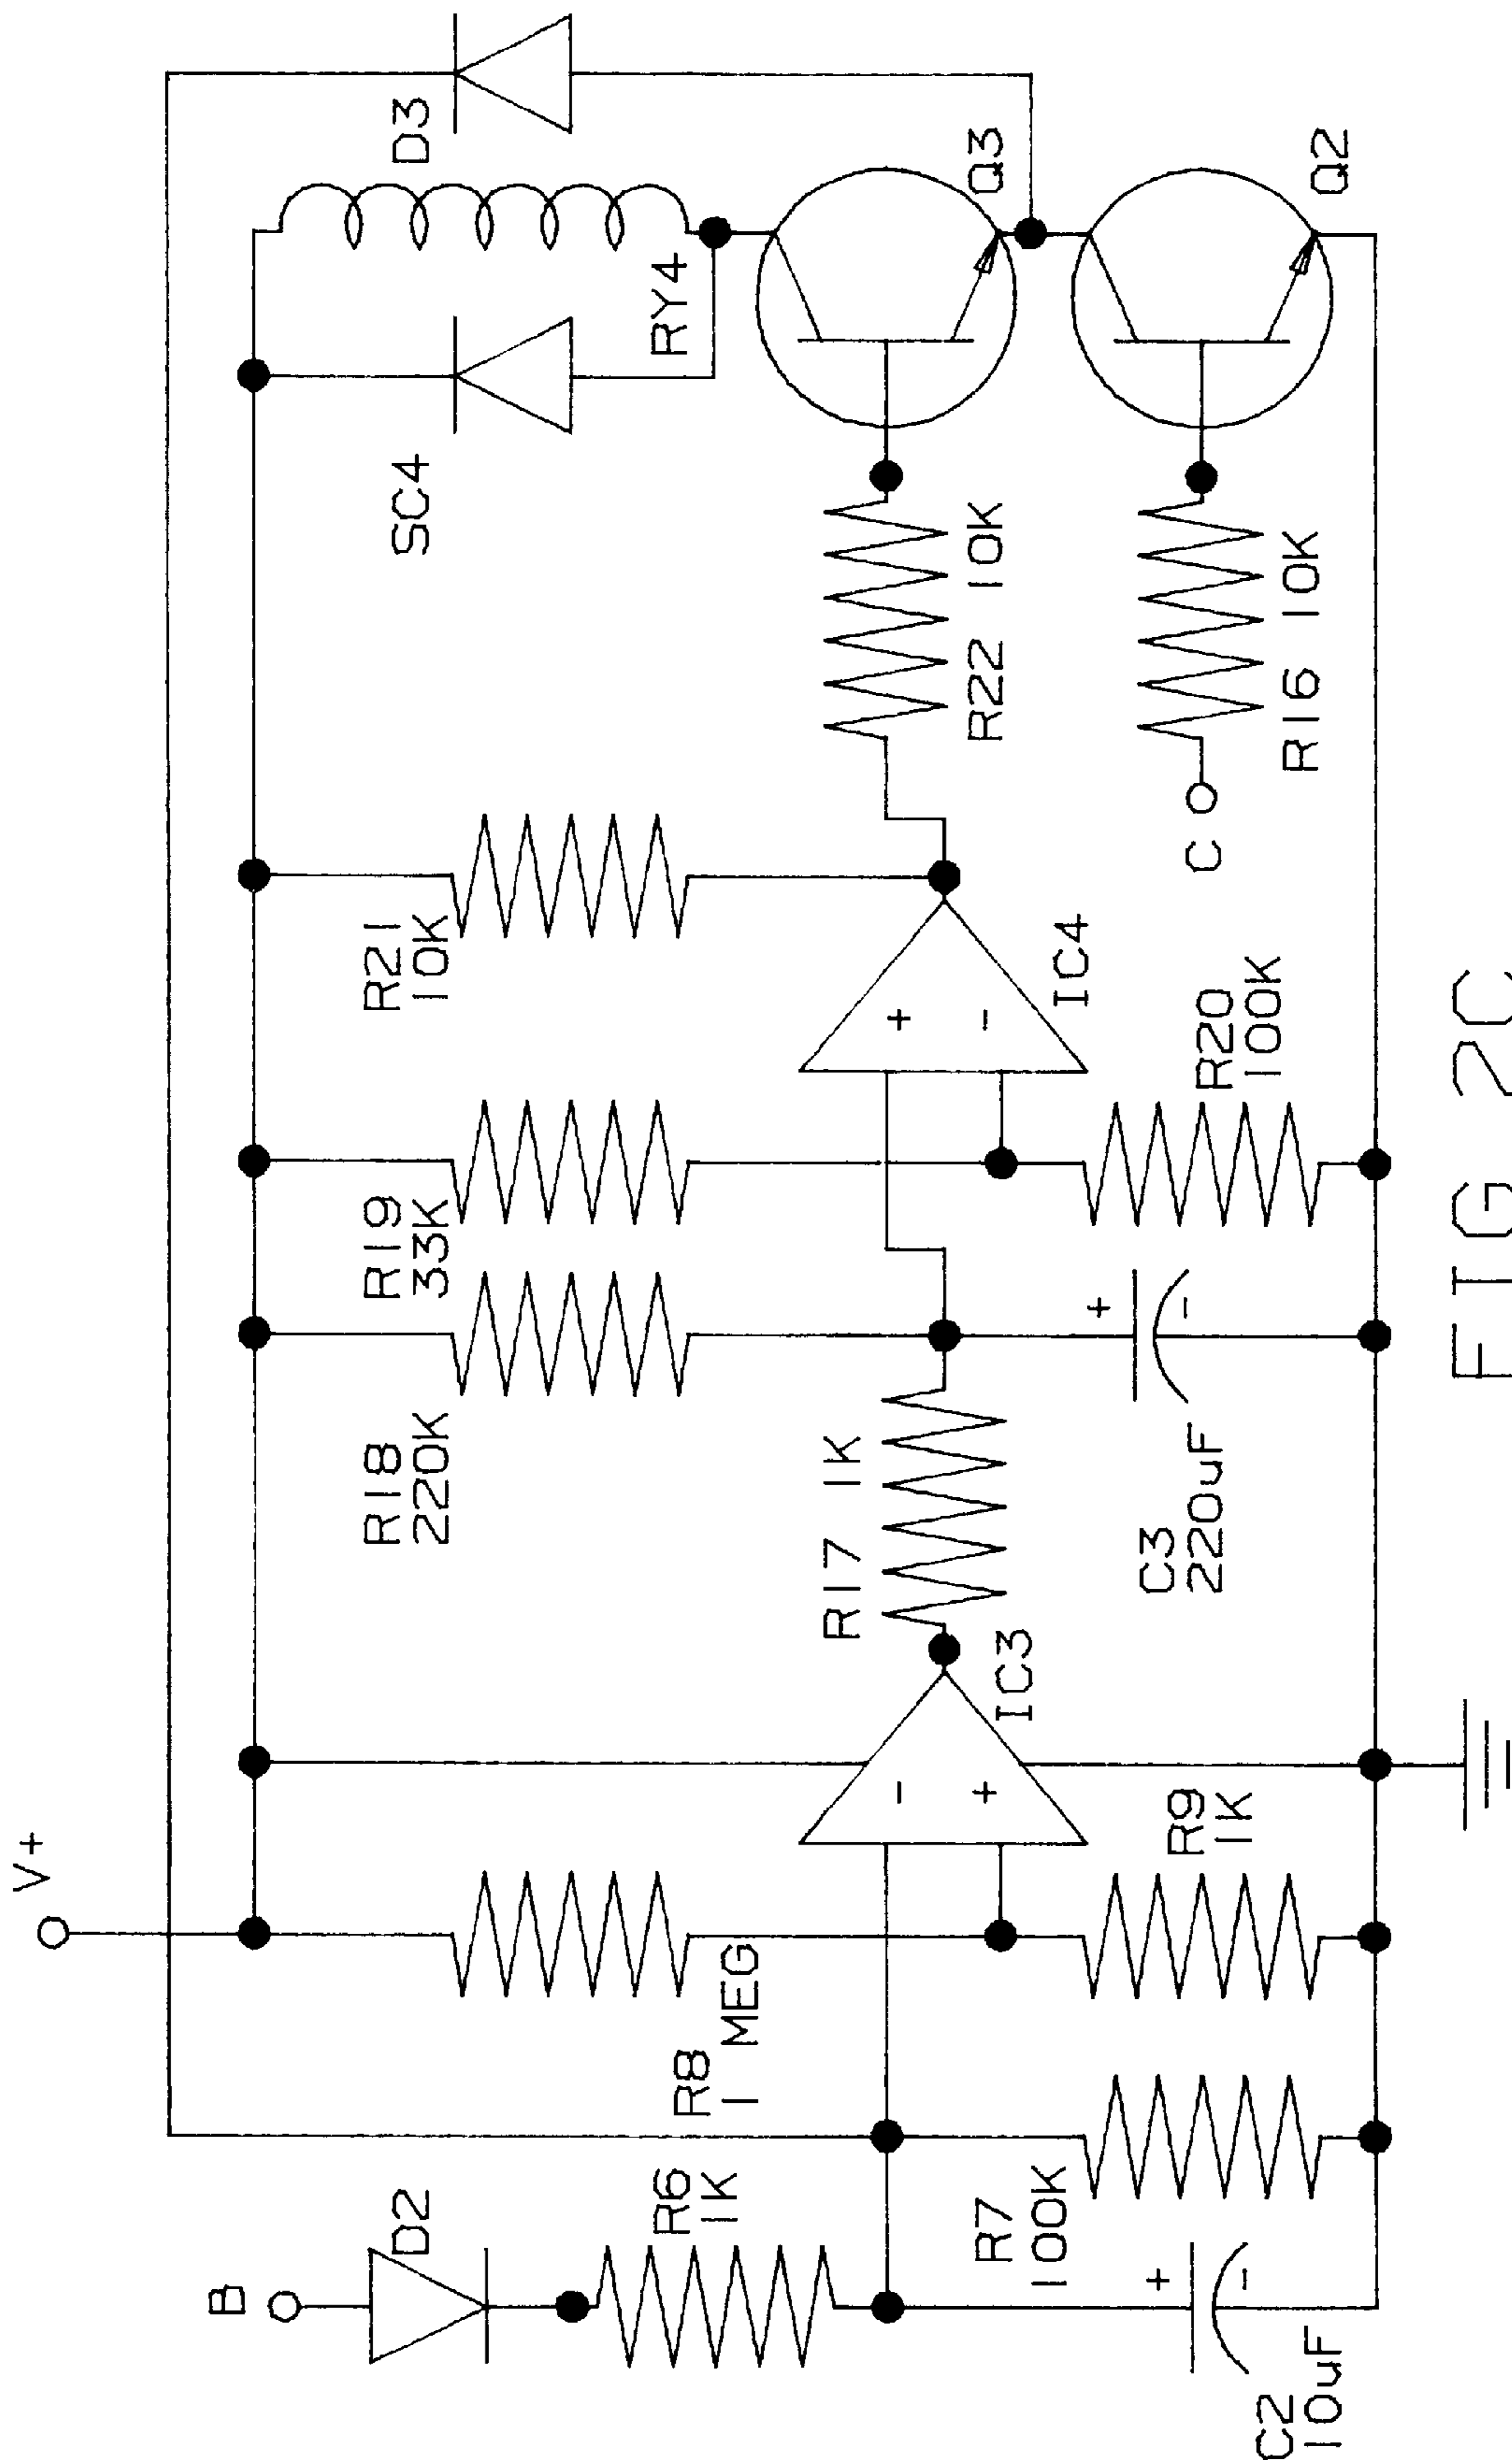 V+
B
D2
R6
1K
R7
100K
C2
10uF
R8
1 MEG
R9
1K
-
+
IC3
R17 1K
R18
220K
C3
220uF
+
-
+
-
R19
33K
R20
100K
+
-
IC4
R21
10K
R22 10K
C
R16 10K
SC4
RY4
D3
Q3
Q2
FIG 2C